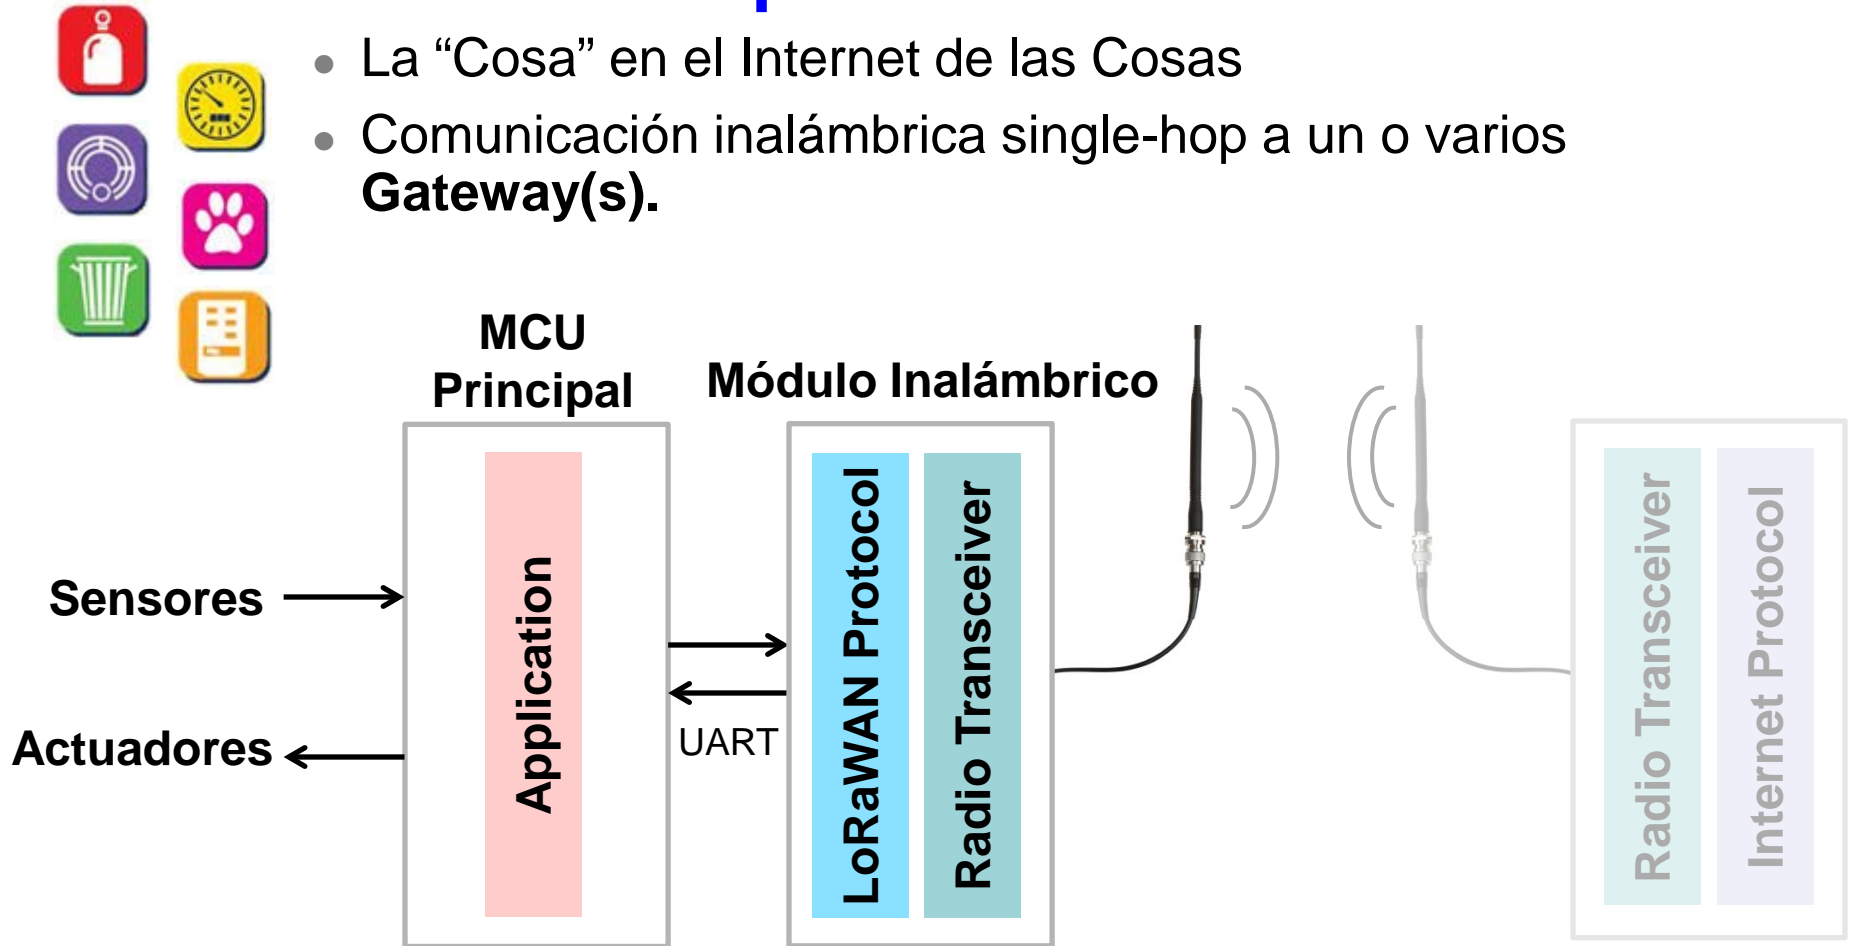 La “Cosa” en el Internet de las Cosas
Comunicación inalámbrica single-hop a un o varios
Gateway(s).
MCU
Principal
Módulo Inalámbrico
Sensores
Actuadores
Application
UART
LoRaWAN Protocol
Radio Transceiver
Radio Transceiver
Internet Protocol